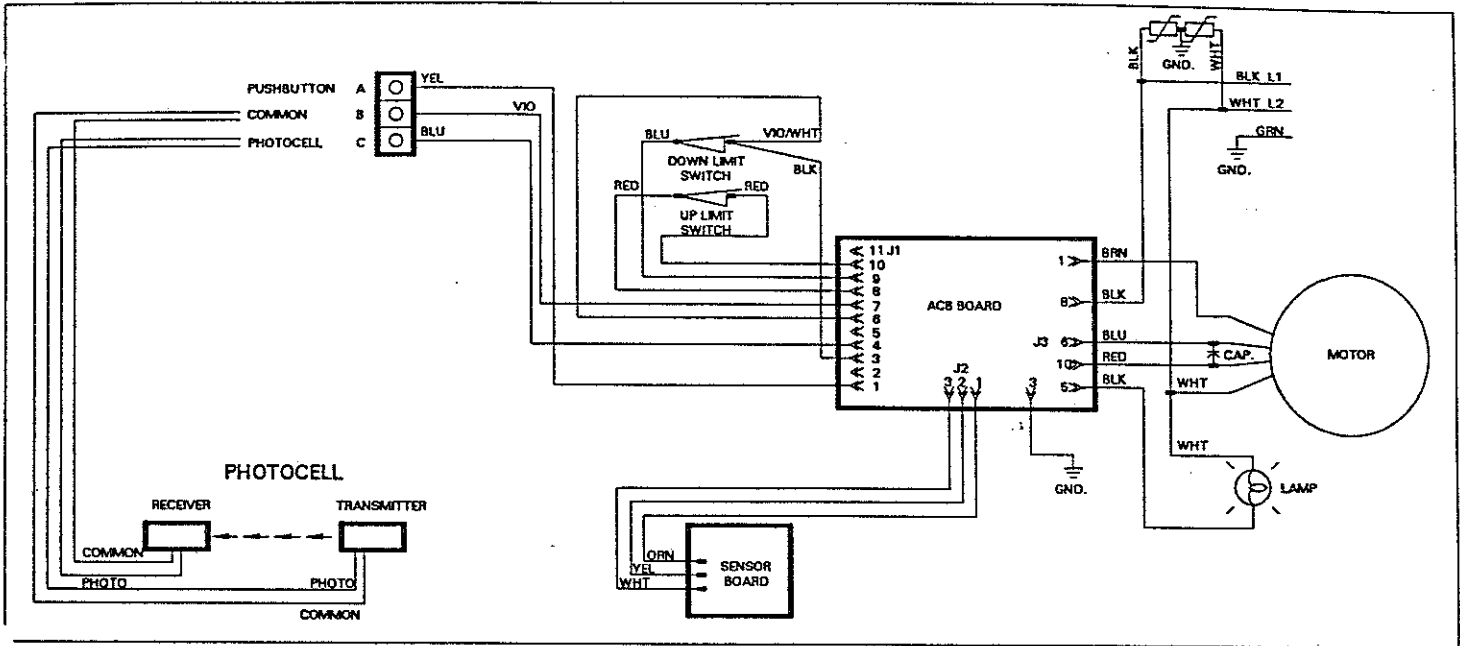 BLK
WHT
GND.
BLK L1
WHT L2
GRN
GND.
PUSHBUTTON A
COMMON B
PHOTOCELL C
YEL
VIO
BLU
BLU
VIO/WHT
DOWN LIMIT
SWITCH
BLK
RED
RED
UP LIMIT
SWITCH
11 J1
10
9
8
7
6
5
4
3
2
1
ACB BOARD
J2
3 2 1
3
J3
1
8
6
10
5
BRN
BLK
BLU
RED
BLK
CAP.
MOTOR
WHT
WHT
LAMP
GND.
PHOTOCELL
RECEIVER
TRANSMITTER
COMMON
PHOTO
PHOTO
COMMON
ORN
YEL
WHT
SENSOR
BOARD